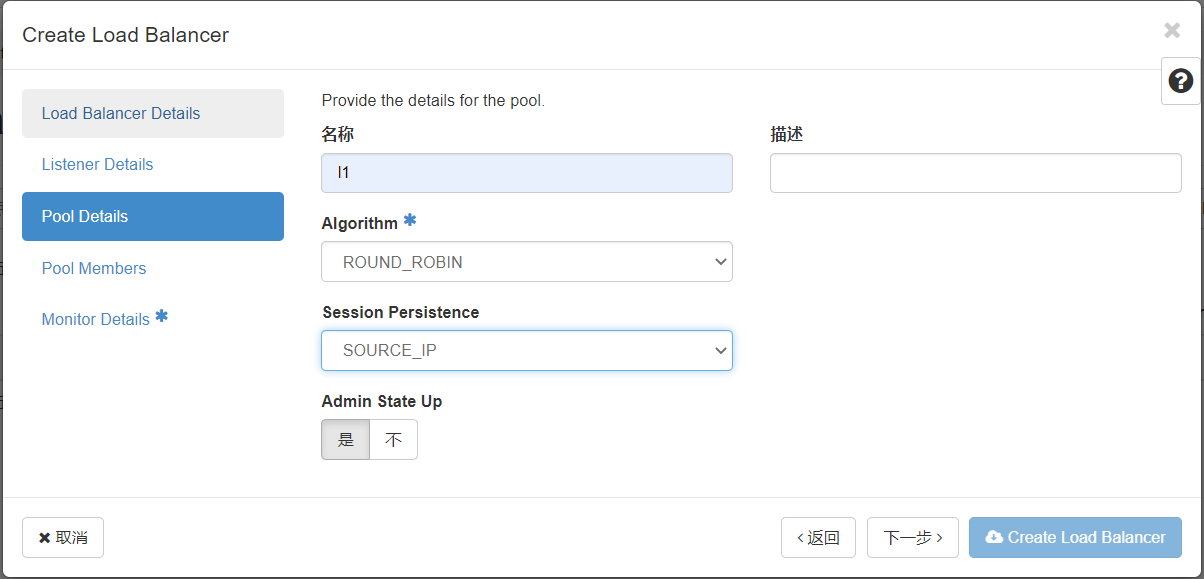 Create Load Balancer
Load Balancer Details
Listener Details
Pool Details
Pool Members
Monitor Details *
Provide the details for the pool.
名称
l1
描述
Algorithm *
ROUND_ROBIN
Session Persistence
SOURCE_IP
Admin State Up
是 不
取消
返回
下一步
Create Load Balancer